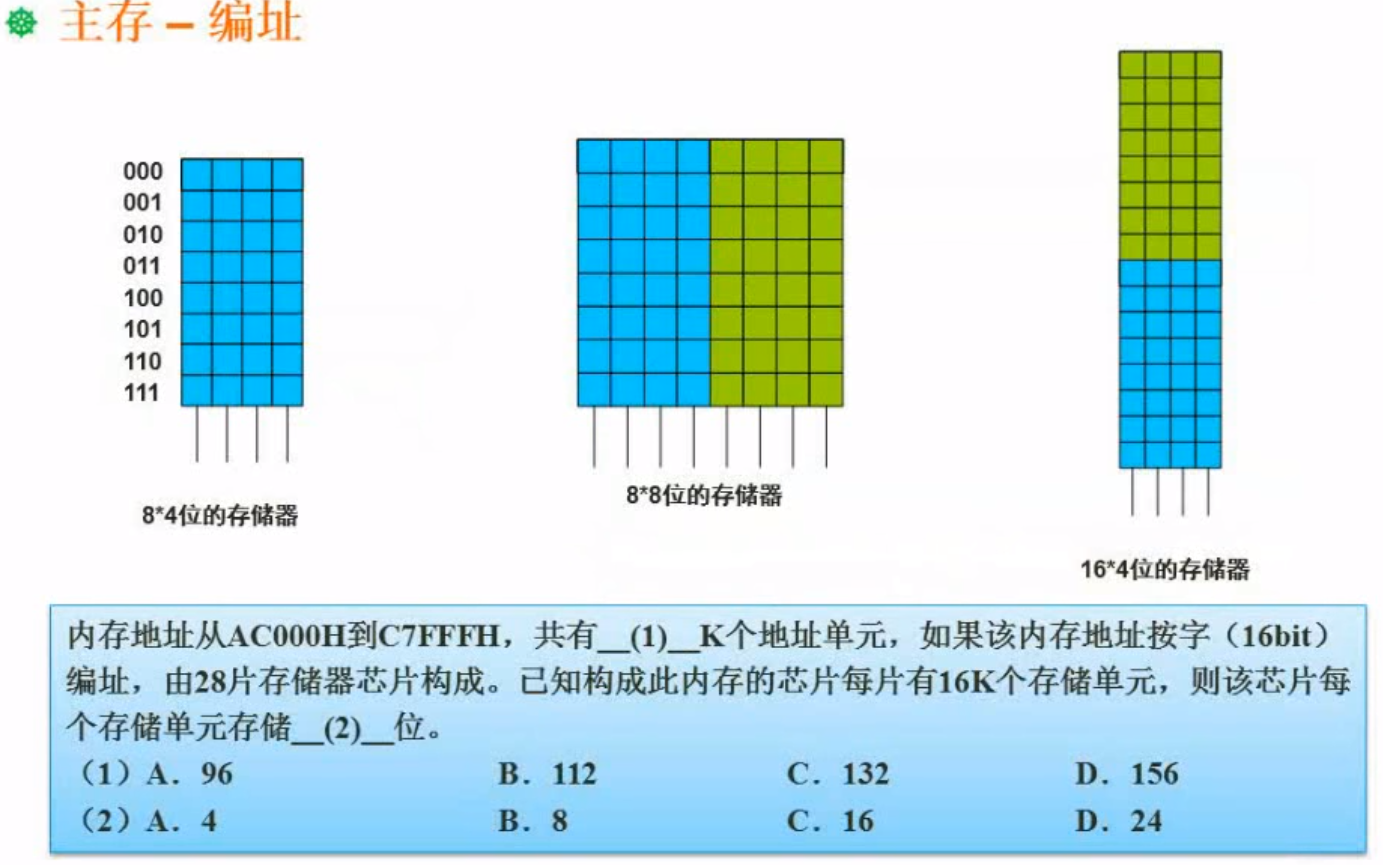 主存 – 编址
000
001
010
011
100
101
110
111
8*4位的存储器
8*8位的存储器
16*4位的存储器
内存地址从AC000H到C7FFFH，共有__(1)__K个地址单元，如果该内存地址按字（16bit）
编址，由28片存储器芯片构成。已知构成此内存的芯片每片有16K个存储单元，则该芯片每
个存储单元存储__(2)__位。
（1）A．96 B．112 C．132 D．156
（2）A．4 B．8 C．16 D．24